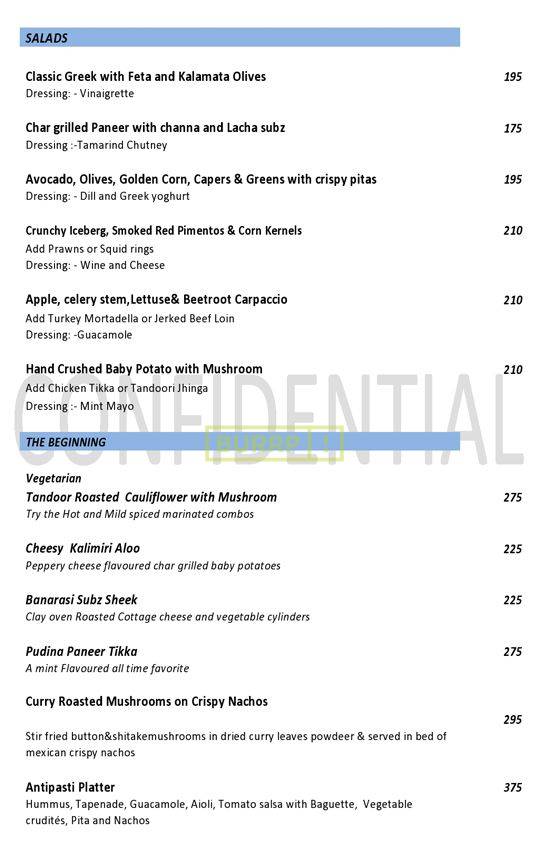 SALADS
Classic Greek with Feta and Kalamata Olives 195
Dressing: - Vinaigrette
Char grilled Paneer with channa and Lacha subz 175
Dressing :-Tamarind Chutney
Avocado, Olives, Golden Corn, Capers & Greens with crispy pitas 195
Dressing: - Dill and Greek yoghurt
Crunchy Iceberg, Smoked Red Pimentos & Corn Kernels 210
Add Prawns or Squid rings
Dressing: - Wine and Cheese
Apple, celery stem,Lettuse& Beetroot Carpaccio 210
Add Turkey Mortadella or Jerked Beef Loin
Dressing: -Guacamole
Hand Crushed Baby Potato with Mushroom 210
Add Chicken Tikka or Tandoori Jhinga
Dressing :- Mint Mayo
CONFIDENTIAL
THE BEGINNING
Vegetarian
Tandoor Roasted Cauliflower with Mushroom 275
Try the Hot and Mild spiced marinated combos
Cheesy Kalimiri Aloo 225
Peppery cheese flavoured char grilled baby potatoes
Banarasi Subz Sheek 225
Clay oven Roasted Cottage cheese and vegetable cylinders
Pudina Paneer Tikka 275
A mint Flavoured all time favorite
Curry Roasted Mushrooms on Crispy Nachos
295
Stir fried button&shitakemushrooms in dried curry leaves powdeer & served in bed of
mexican crispy nachos
Antipasti Platter 375
Hummus, Tapenade, Guacamole, Aioli, Tomato salsa with Baguette, Vegetable
crudités, Pita and Nachos